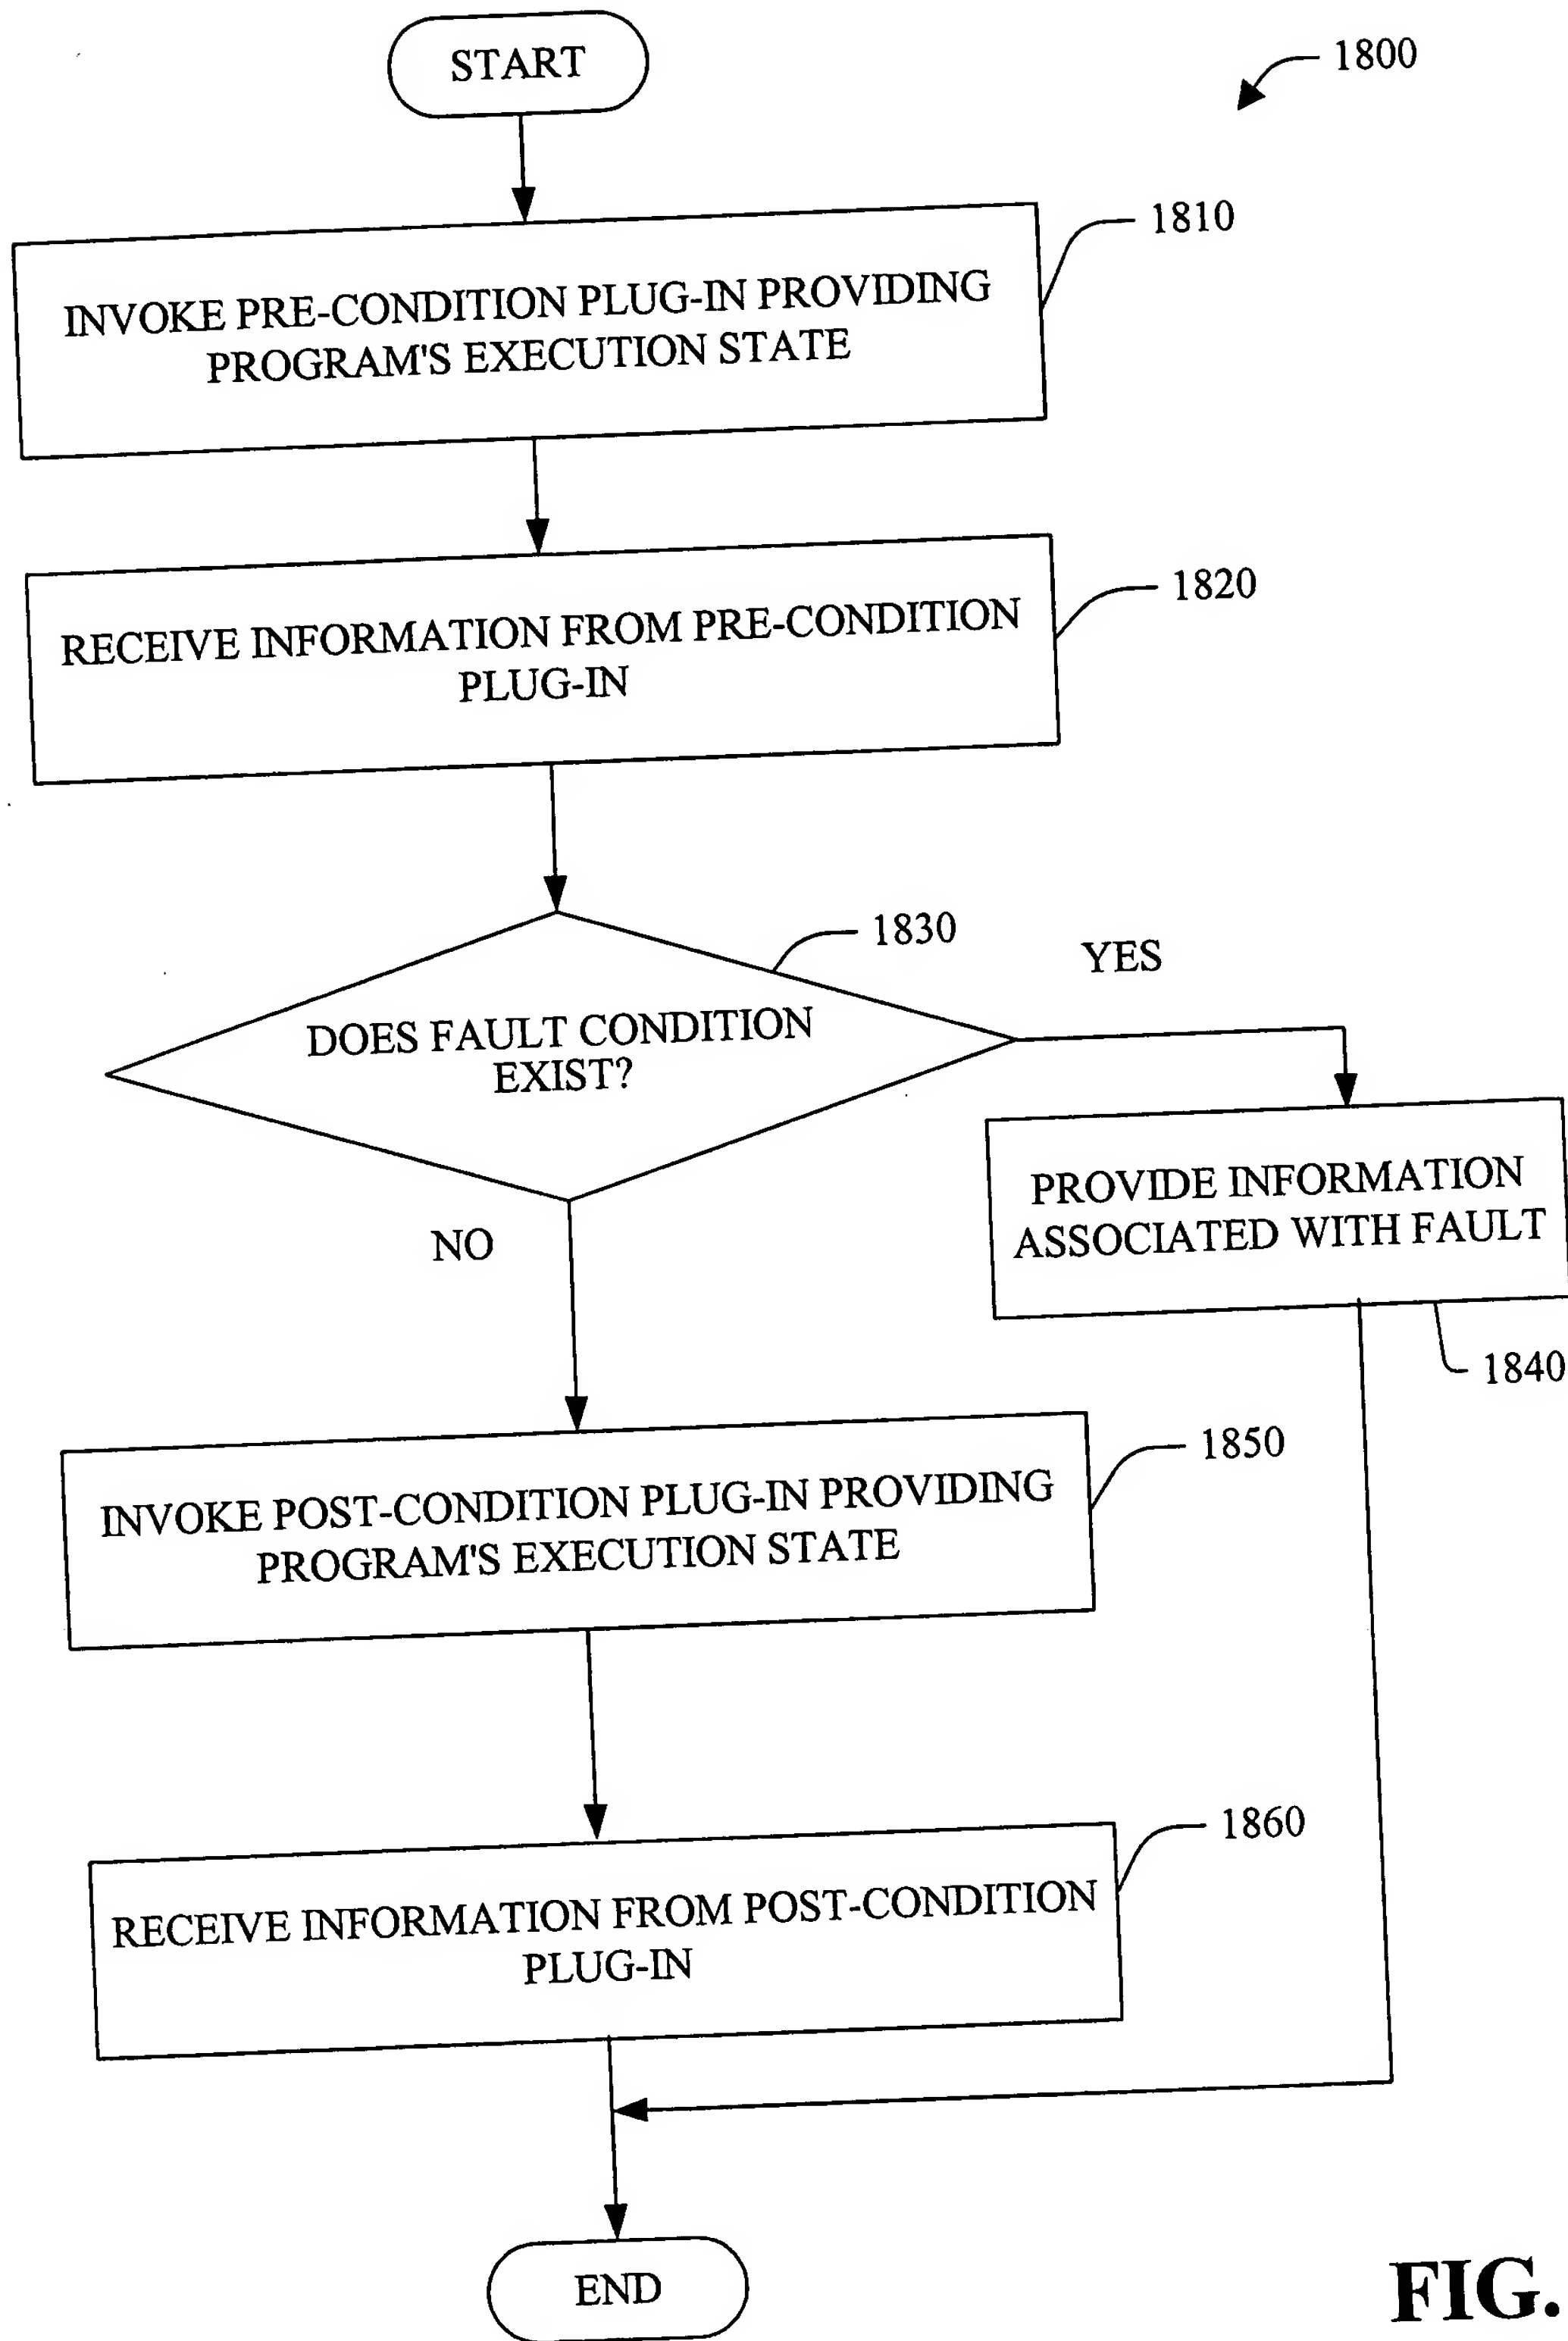 START
1800
1810
INVOKE PRE-CONDITION PLUG-IN PROVIDING
PROGRAM'S EXECUTION STATE
1820
RECEIVE INFORMATION FROM PRE-CONDITION
PLUG-IN
1830
YES
DOES FAULT CONDITION
EXIST?
PROVIDE INFORMATION
ASSOCIATED WITH FAULT
NO
1840
1850
INVOKE POST-CONDITION PLUG-IN PROVIDING
PROGRAM'S EXECUTION STATE
1860
RECEIVE INFORMATION FROM POST-CONDITION
PLUG-IN
END
FIG.